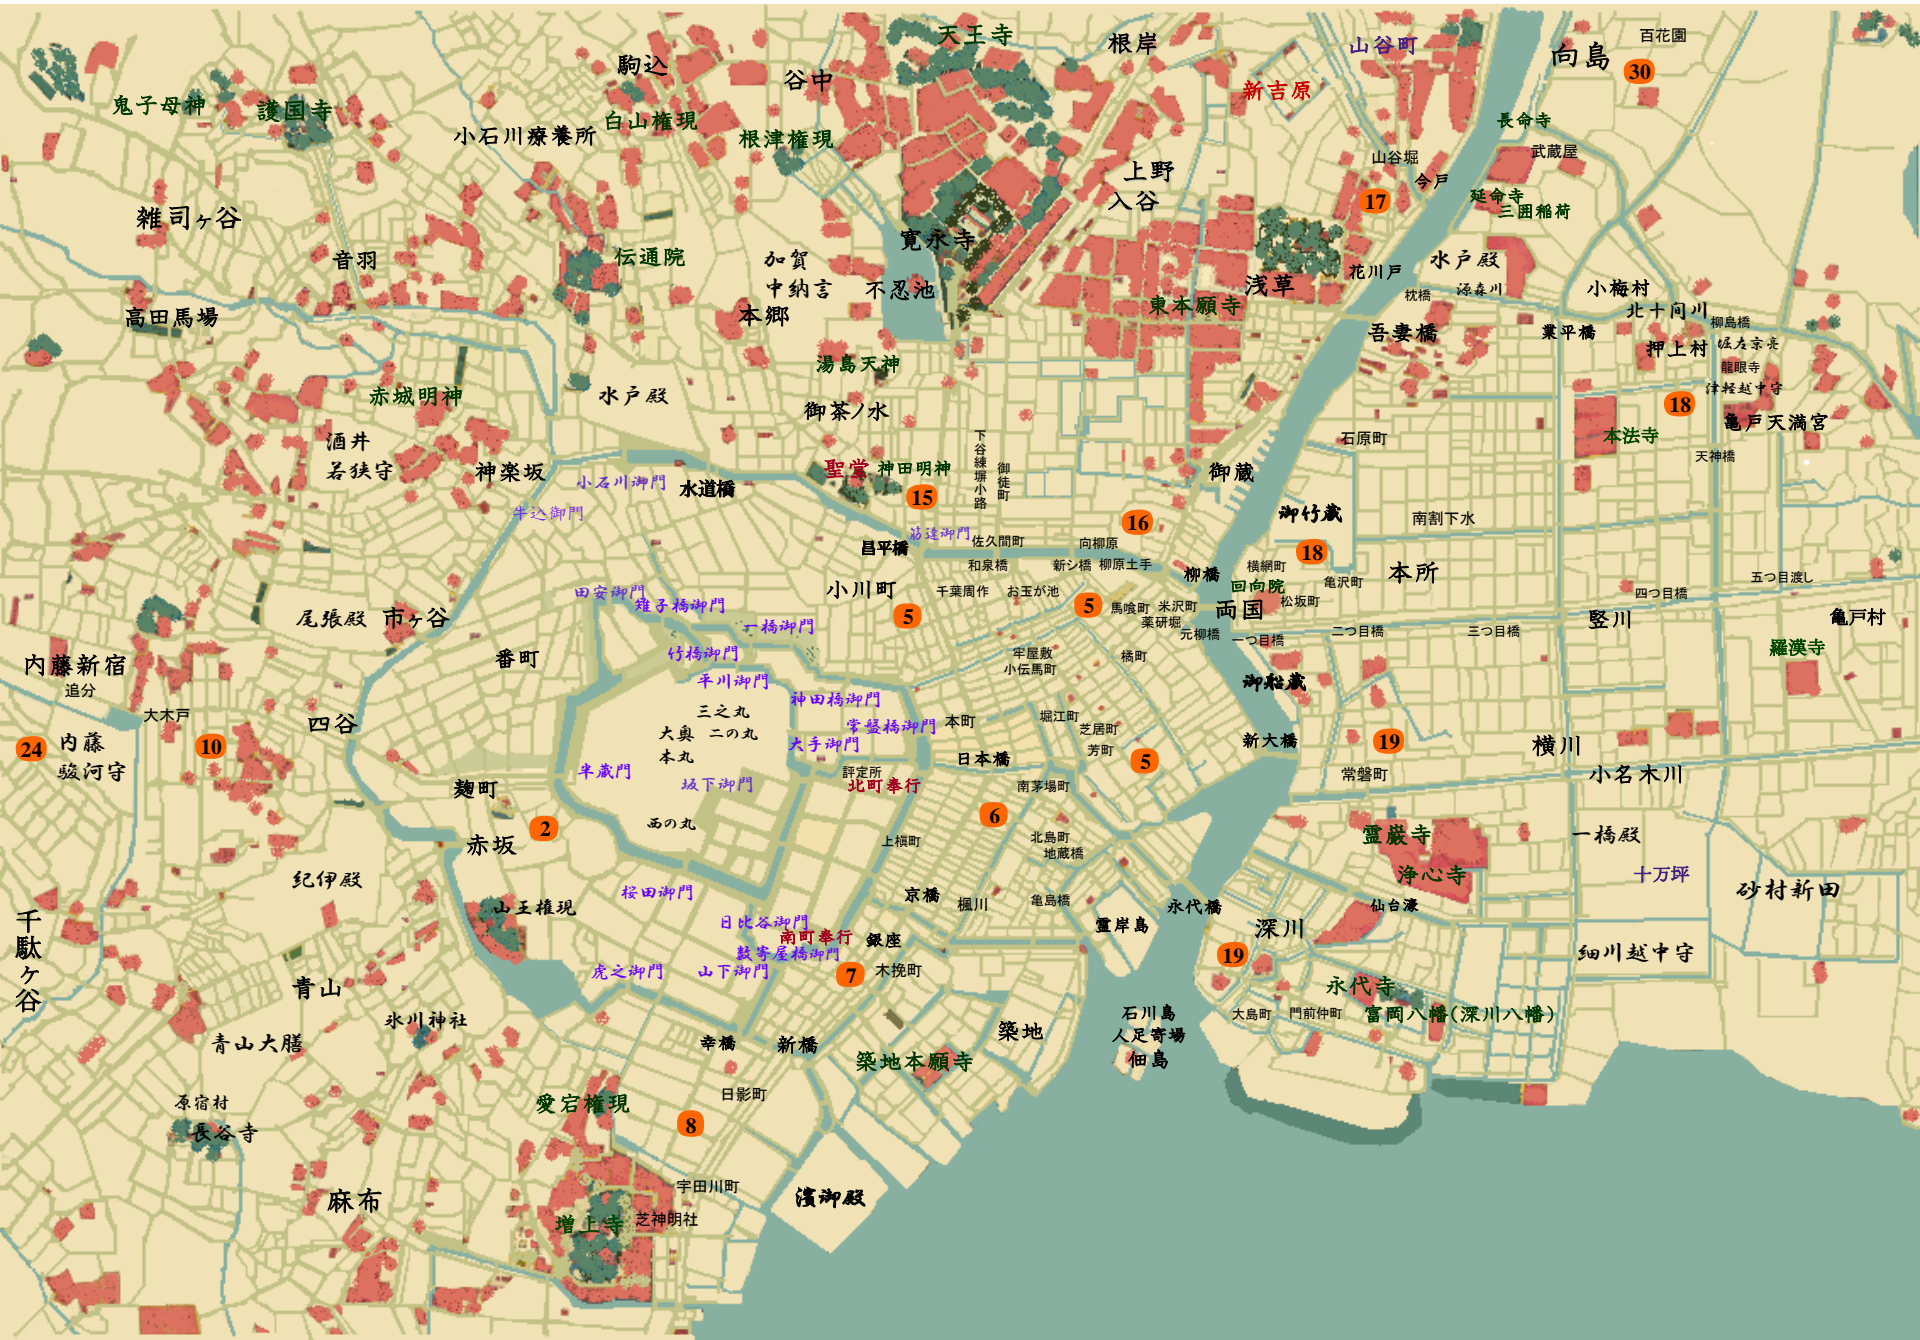 天王寺
根岸
山谷町
向島
百花園
30
駒込
谷中
新吉原
鬼子母神
護国寺
小石川療養所
白山権現
根津権現
長命寺
武蔵屋
山谷堀
今戸
上野
入谷
17
延命寺
三囲稲荷
雑司ヶ谷
音羽
伝通院
加賀
中納言
本郷
寛永寺
不忍池
浅草
花川戸
水戸殿
枕橋
源森川
小梅村
北十間川
高田馬場
東本願寺
吾妻橋
業平橋
押上村
柳島橋
堀左京亮
龍眼寺
津軽越中守
湯島天神
赤城明神
水戸殿
御茶ノ水
18
亀戸天満宮
石原町
本法寺
天神橋
酒井
若狭守
神楽坂
小石川御門
水道橋
聖堂
神田明神
15
下谷練塀小路
御徒町
御蔵
牛込御門
筋違御門
昌平橋
佐久間町
16
向柳原
御竹蔵
南割下水
和泉橋
新シ橋
柳原土手
柳橋
18
横網町
回向院
亀沢町
本所
五つ目渡し
田安御門
雉子橋御門
小川町
千葉周作
お玉が池
5
5
馬喰町
米沢町
薬研堀
元柳橋
両国
松坂町
四つ目橋
竪川
亀戸村
尾張殿
市ヶ谷
一橋御門
一つ目橋
二つ目橋
三つ目橋
羅漢寺
内藤新宿
追分
番町
竹橋御門
平川御門
牢屋敷
小伝馬町
橘町
御船蔵
大木戸
四谷
神田橋御門
三之丸
大奥
二の丸
本丸
常盤橋御門
大手御門
本町
堀江町
芝居町
芳町
新大橋
19
横川
24
内藤
駿河守
10
半蔵門
坂下御門
評定所
北町奉行
日本橋
5
南茅場町
常磐町
小名木川
麹町
赤坂
2
西の丸
6
上槇町
北島町
地蔵橋
霊巌寺
浄心寺
一橋殿
十万坪
砂村新田
紀伊殿
桜田御門
京橋
楓川
亀島橋
永代橋
仙台濠
山王権現
日比谷御門
南町奉行
数寄屋橋御門
銀座
霊岸島
深川
19
細川越中守
千駄ヶ谷
虎之御門
山下御門
7
木挽町
青山
氷川神社
青山大膳
永代寺
石川島
人足寄場
佃島
大島町
門前仲町
富岡八幡(深川八幡)
幸橋
新橋
築地
築地本願寺
原宿村
長谷寺
愛宕権現
日影町
8
麻布
宇田川町
芝神明社
増上寺
濱御殿